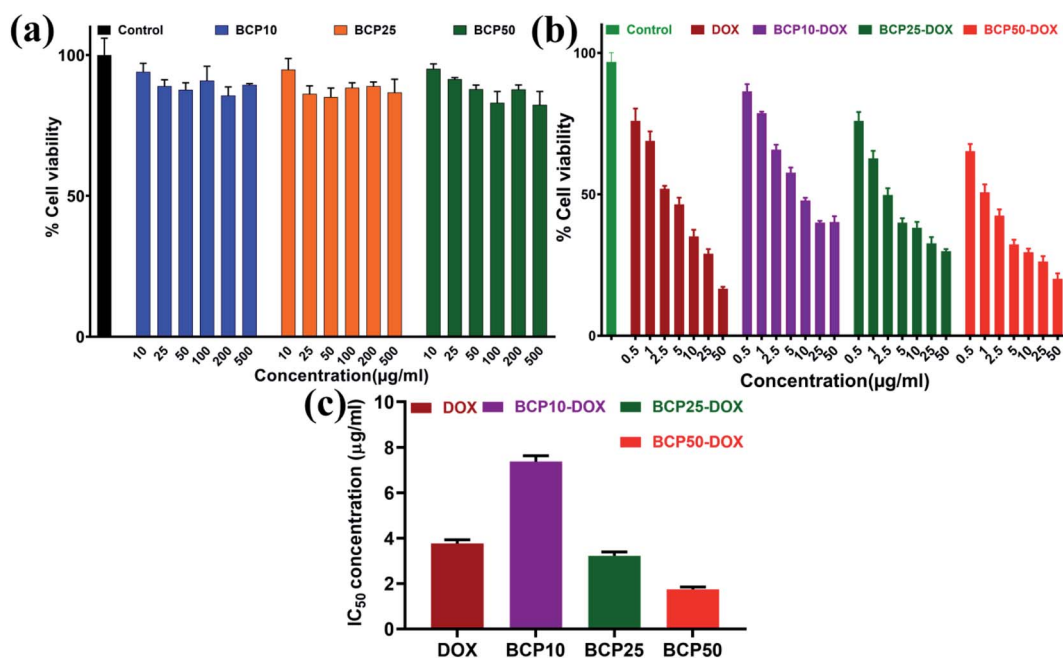 (a)
Control BCP10 BCP25 BCP50
% Cell viability
100
50
0
10 25 50 100 200 500 10 25 50 100 200 500 10 25 50 100 200 500
Concentration(µg/ml)
(b)
Control DOX BCP10-DOX BCP25-DOX BCP50-DOX
% Cell viability
100
50
0
0.5 1 2.5 5 10 25 50 0.5 1 2.5 5 10 25 50 0.5 1 2.5 5 10 25 50 0.5 1 2.5 5 10 25 50
Concentration(µg/ml)
(c)
DOX BCP10-DOX BCP25-DOX
BCP50-DOX
IC50 concentration (µg/ml)
10
8
6
4
2
0
DOX BCP10 BCP25 BCP50